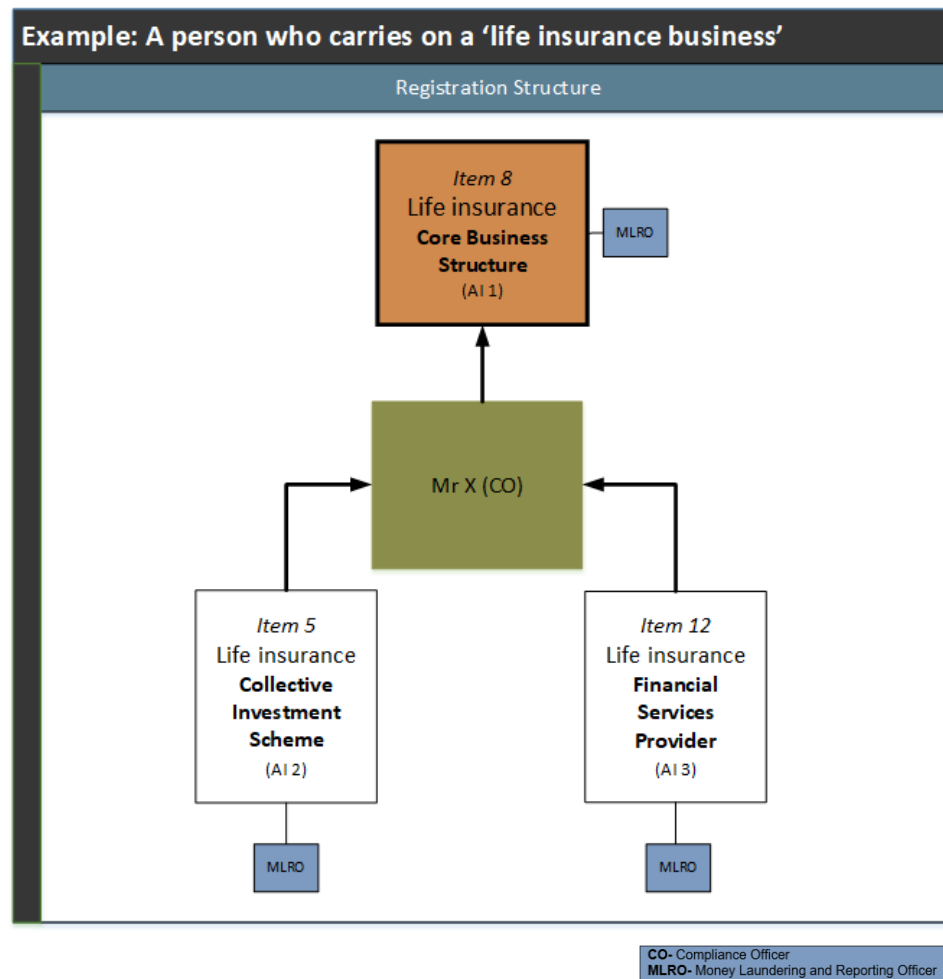 Example: A person who carries on a ‘life insurance business’
Registration Structure
Item 8
Life insurance
Core Business
Structure
(AI 1)
MLRO
Mr X (CO)
Item 5
Life insurance
Collective
Investment
Scheme
(AI 2)
MLRO
Item 12
Life insurance
Financial
Services
Provider
(AI 3)
MLRO
CO- Compliance Officer
MLRO- Money Laundering and Reporting Officer